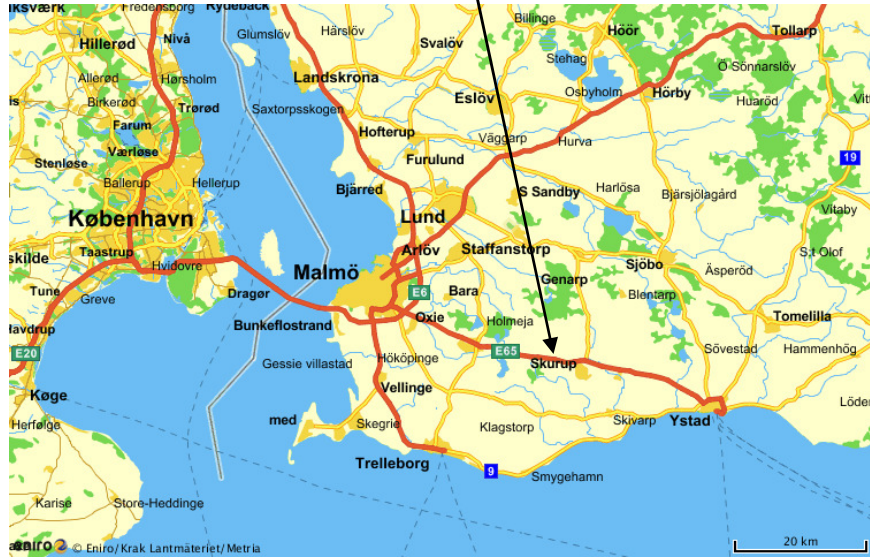 Fredensborg
Rydebäck
Billinge
Nivå
Glumslöv
Härslöv
Svalöv
Höör
Tollarp
Hillerød
Stehag
Ö Sönnarslöv
Allerød
Hørsholm
Landskrona
Osbyholm
Hörby
Birkerød
Trørød
Saxtorpsskogen
Eslöv
Huaröd
Farum
Hofterup
Väggarp
Hurva
Værløse
Stenløse
Furulund
19
Ballerup
Hellerup
Bjärred
S Sandby
Harlösa
Bjärsjölagård
København
Lund
Vitaby
Taastrup
Arlöv
Staffanstorp
Sjöbo
S:t Olof
Hvidovre
Malmö
Genarp
Äsperöd
Tune
Greve
Dragør
E6
Bara
Blentarp
Bunkeflostrand
Oxie
Holmeja
Tomelilla
E20
Gessie villastad
Hököpinge
E65
Skurup
Sövestad
Hammenhög
Køge
Vellinge
Herfølge
med
Skegrie
Klagstorp
Skivarp
Ystad
Trelleborg
9
Smygehamn
Karise
Store-Heddinge
eniro © Eniro/Krak Lantmäteriet/Metria
20 km